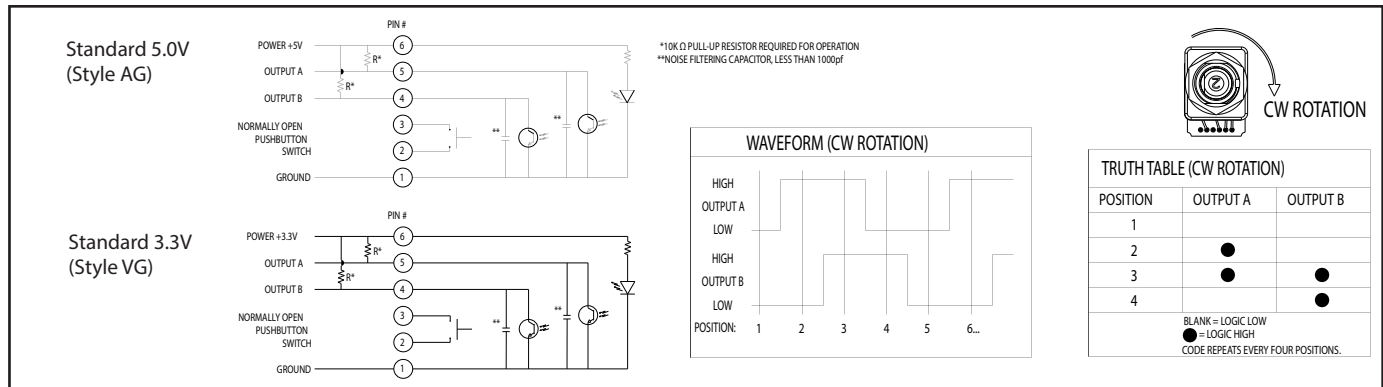 Standard 5.0V
(Style AG)
PIN #
POWER +5V
6
R*
OUTPUT A
5
R*
OUTPUT B
4
NORMALLY OPEN
PUSHBUTTON
SWITCH
3
2
**
**
GROUND
1
*10K Ω PULL-UP RESISTOR REQUIRED FOR OPERATION
**NOISE FILTERING CAPACITOR, LESS THAN 1000pf
Standard 3.3V
(Style VG)
PIN #
POWER +3.3V
6
R*
OUTPUT A
5
R*
OUTPUT B
4
NORMALLY OPEN
PUSHBUTTON
SWITCH
3
2
**
**
GROUND
1
WAVEFORM (CW ROTATION)
HIGH
OUTPUT A
LOW
HIGH
OUTPUT B
LOW
POSITION: 1 2 3 4 5 6...
CW ROTATION
TRUTH TABLE (CW ROTATION)
POSITION OUTPUT A OUTPUT B
1
2 ●
3 ● ●
4 ●
BLANK = LOGIC LOW
● = LOGIC HIGH
CODE REPEATS EVERY FOUR POSITIONS.